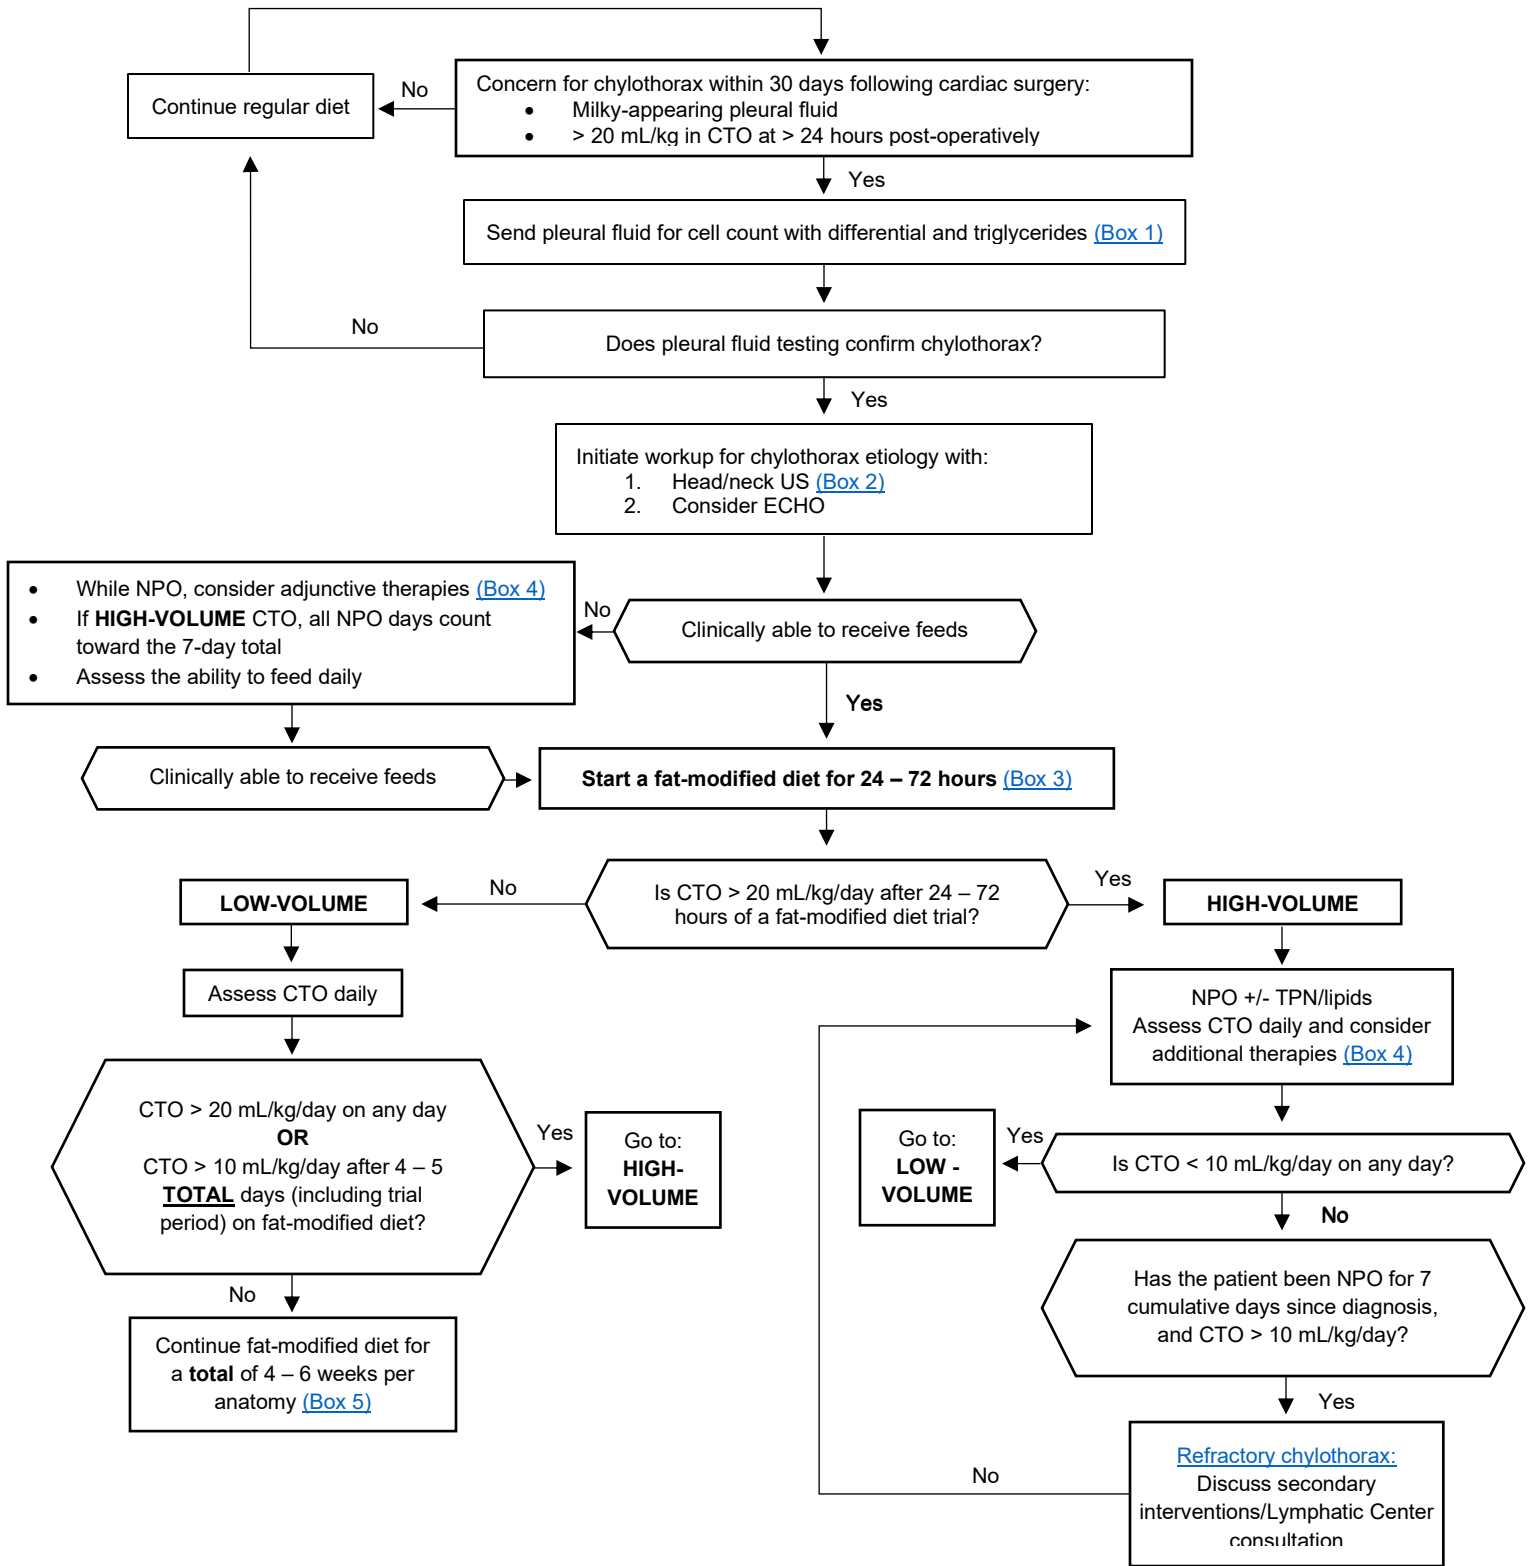 Concern for chylothorax within 30 days following cardiac surgery:
• Milky-appearing pleural fluid
• > 20 mL/kg in CTO at > 24 hours post-operatively
No
Continue regular diet
Yes
Send pleural fluid for cell count with differential and triglycerides (Box 1)
No
Does pleural fluid testing confirm chylothorax?
Yes
Initiate workup for chylothorax etiology with:
1. Head/neck US (Box 2)
2. Consider ECHO
• While NPO, consider adjunctive therapies (Box 4)
• If HIGH-VOLUME CTO, all NPO days count
toward the 7-day total
• Assess the ability to feed daily
No
Clinically able to receive feeds
Yes
Clinically able to receive feeds
Start a fat-modified diet for 24 – 72 hours (Box 3)
Is CTO > 20 mL/kg/day after 24 – 72
hours of a fat-modified diet trial?
No
Yes
LOW-VOLUME
HIGH-VOLUME
Assess CTO daily
NPO +/- TPN/lipids
Assess CTO daily and consider
additional therapies (Box 4)
CTO > 20 mL/kg/day on any day
OR
CTO > 10 mL/kg/day after 4 – 5
TOTAL days (including trial
period) on fat-modified diet?
Yes
Go to:
HIGH-
VOLUME
Go to:
LOW -
VOLUME
Yes
Is CTO < 10 mL/kg/day on any day?
No
No
Has the patient been NPO for 7
cumulative days since diagnosis,
and CTO > 10 mL/kg/day?
Continue fat-modified diet for
a total of 4 – 6 weeks per
anatomy (Box 5)
Yes
No
Refractory chylothorax:
Discuss secondary
interventions/Lymphatic Center
consultation